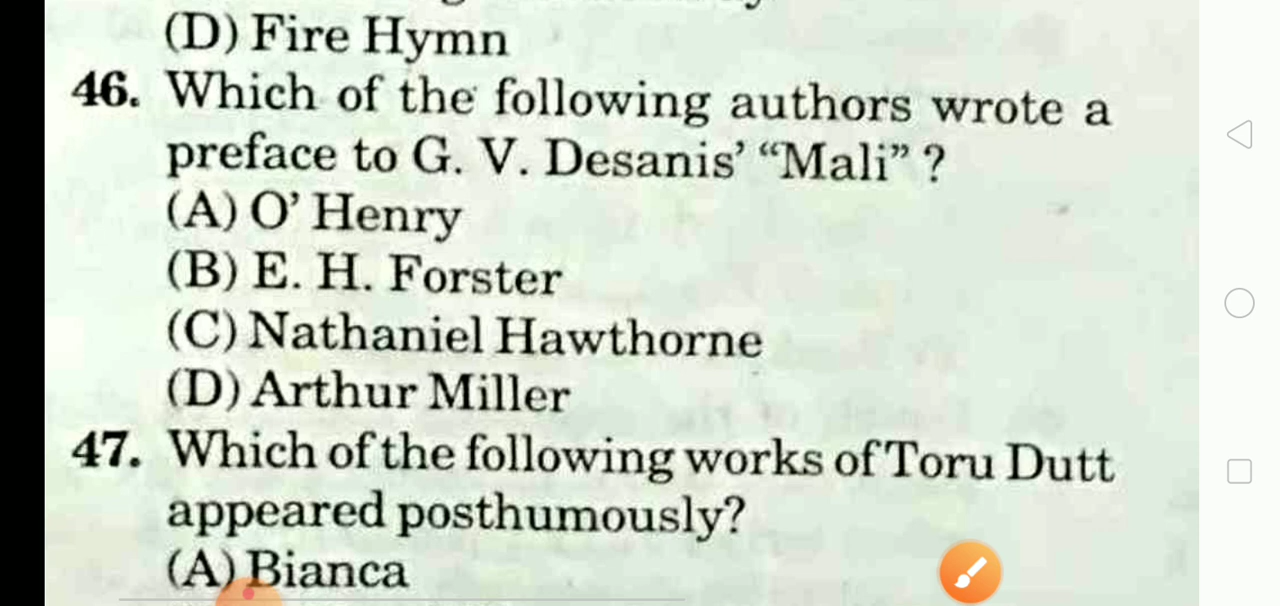 (D) Fire Hymn
46. Which of the following authors wrote a
preface to G. V. Desanis' “Mali” ?
(A) O' Henry
(B) E. H. Forster
(C) Nathaniel Hawthorne
(D) Arthur Miller
47. Which of the following works of Toru Dutt
appeared posthumously?
(A) Bianca